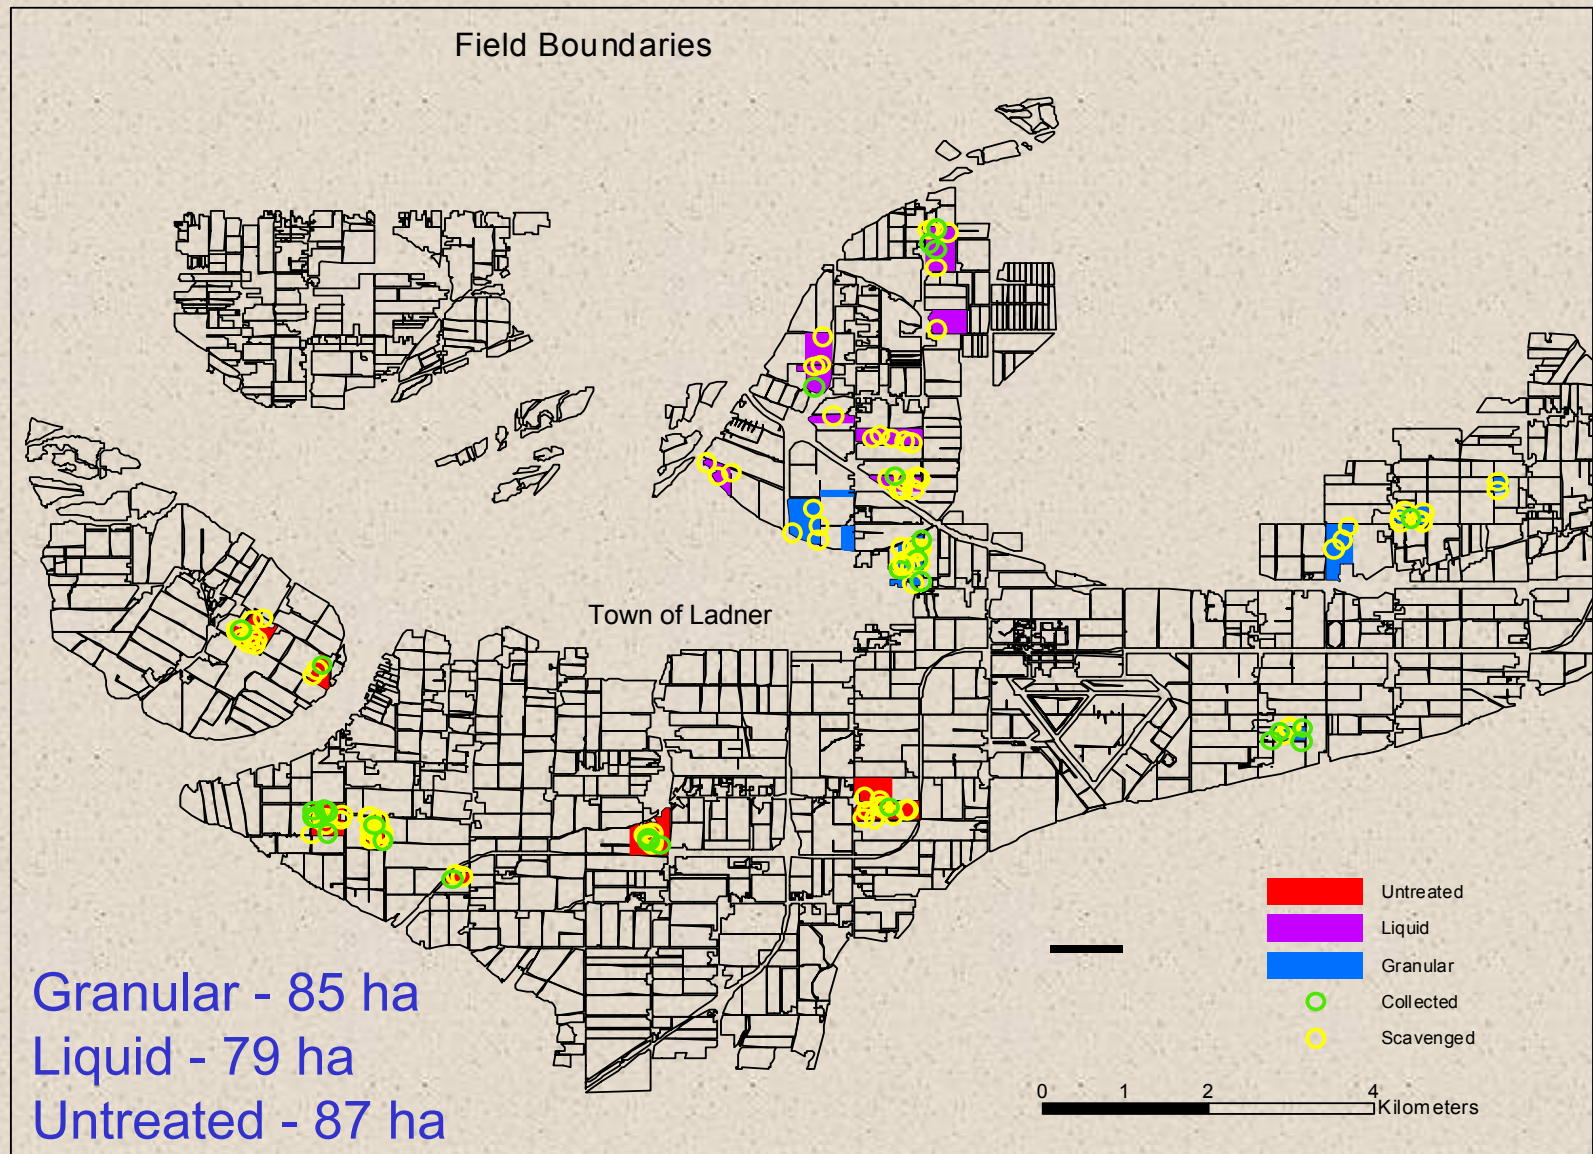 Field Boundaries
Town of Ladner
Untreated
Liquid
Granular
Collected
Scavenged
Granular - 85 ha
Liquid - 79 ha
Untreated - 87 ha
0 1 2 4
Kilometers